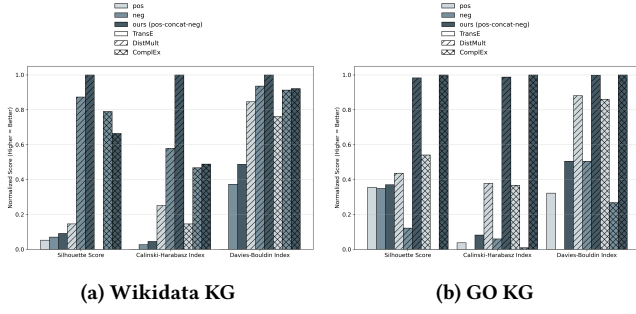 pos
neg
ours (pos-concat-neg)
TransE
DistMult
ComplEx
Normalized Score (Higher = Better)
1.0
0.8
0.6
0.4
0.2
0.0
Silhouette Score
Calinski-Harabasz Index
Davies-Bouldin Index
(a) Wikidata KG
pos
neg
ours (pos-concat-neg)
TransE
DistMult
ComplEx
Normalized Score (Higher = Better)
1.0
0.8
0.6
0.4
0.2
0.0
Silhouette Score
Calinski-Harabasz Index
Davies-Bouldin Index
(b) GO KG